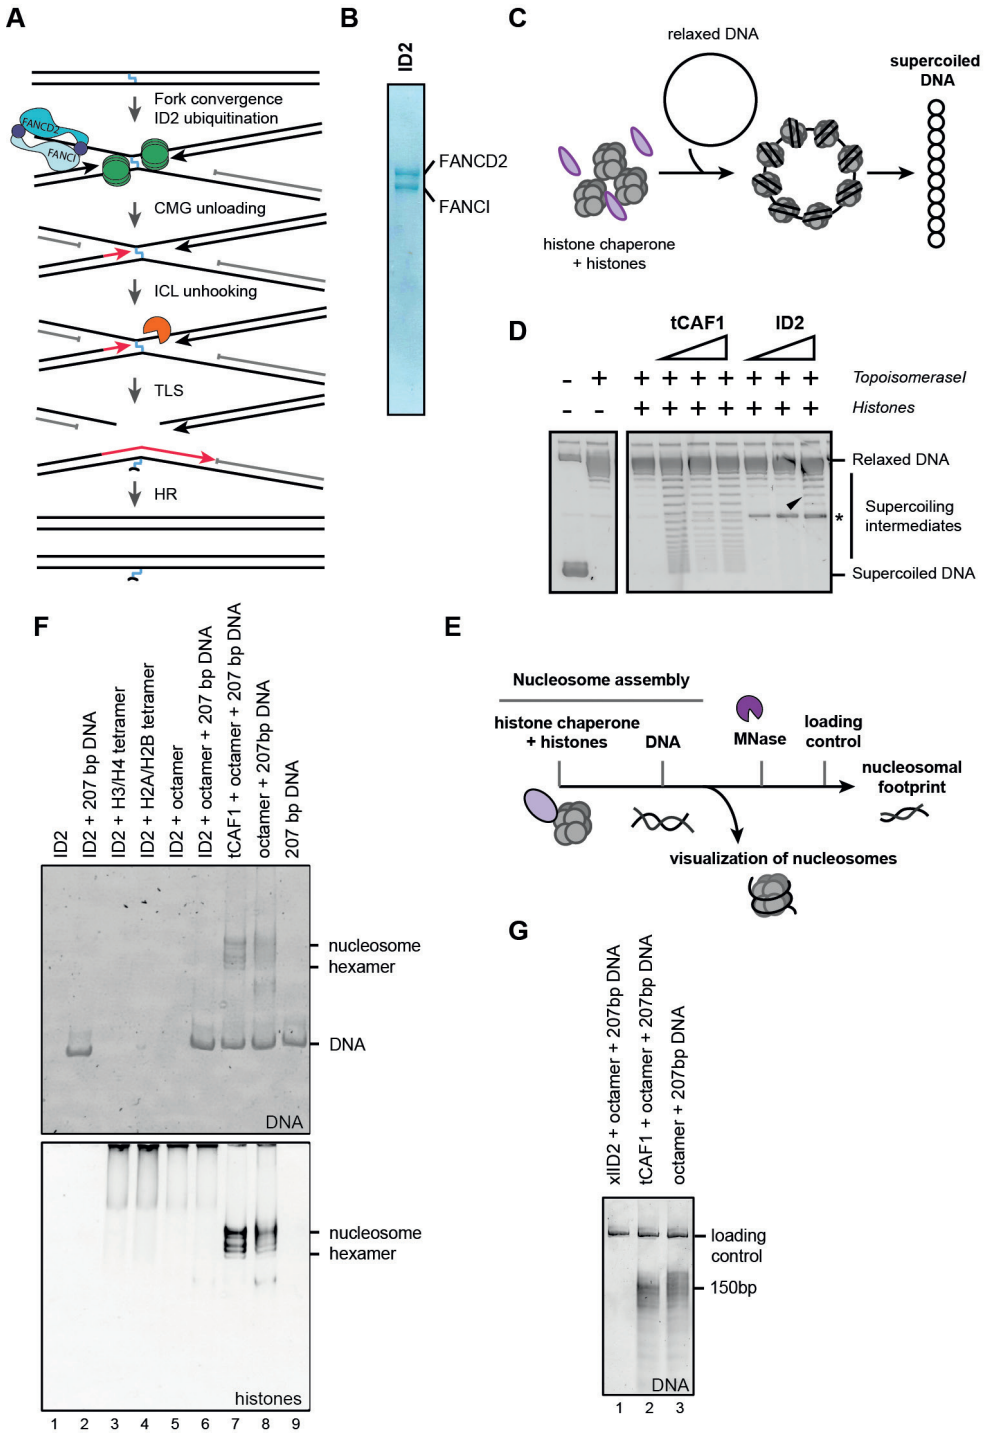 A
Fork convergence
ID2 ubiquitination
FANCD2
FANCI
CMG unloading
ICL unhooking
TLS
HR
B
ID2
FANCD2
FANCI
C
relaxed DNA
supercoiled
DNA
histone chaperone
+ histones
D
tCAF1
ID2
- + + + + + + + + TopoisomeraseI
- - + + + + + + + Histones
Relaxed DNA
Supercoiling
intermediates
*
Supercoiled DNA
F
ID2
ID2 + 207 bp DNA
ID2 + H3/H4 tetramer
ID2 + H2A/H2B tetramer
ID2 + octamer
ID2 + octamer + 207 bp DNA
tCAF1 + octamer + 207 bp DNA
octamer + 207bp DNA
207 bp DNA
nucleosome
hexamer
DNA
DNA
nucleosome
hexamer
histones
1 2 3 4 5 6 7 8 9
E
Nucleosome assembly
histone chaperone
+ histones
DNA
MNase
loading
control
nucleosomal
footprint
visualization of nucleosomes
G
xlID2 + octamer + 207bp DNA
tCAF1 + octamer + 207bp DNA
octamer + 207bp DNA
loading
control
150bp
DNA
1 2 3